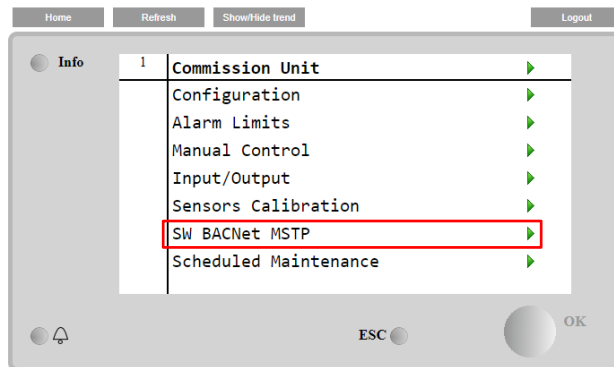 Home Refresh Show/Hide trend Logout
Info
1 Commission Unit
Configuration
Alarm Limits
Manual Control
Input/Output
Sensors Calibration
SW BACNet MSTP
Scheduled Maintenance
ESC OK